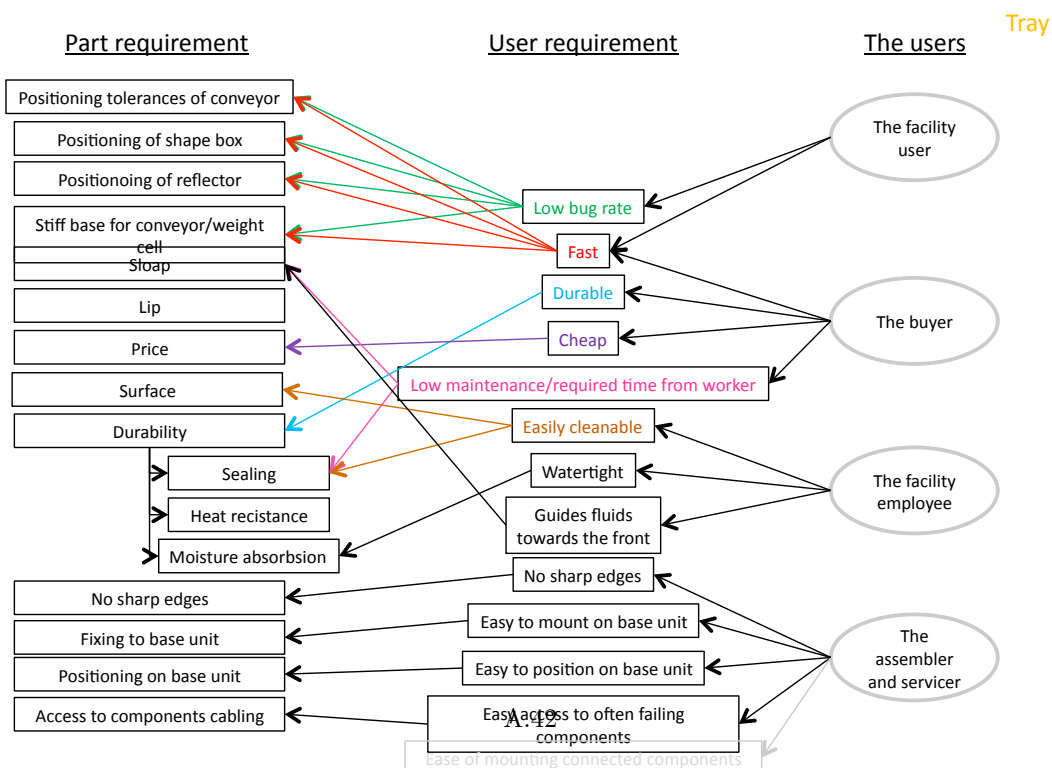 Tray
Part requirement
User requirement
The users
Positioning tolerances of conveyor
Positioning of shape box
Positionoing of reflector
Stiff base for conveyor/weight
cell
Sloap
Lip
Price
Surface
Durability
Sealing
Heat recistance
Moisture absorbsion
No sharp edges
Fixing to base unit
Positioning on base unit
Access to components cabling
Low bug rate
Fast
Durable
Cheap
Low maintenance/required time from worker
Easily cleanable
Watertight
Guides fluids
towards the front
No sharp edges
Easy to mount on base unit
Easy to position on base unit
Easy access to often failing
components
Ease of mounting connected components
A.42
The facility
user
The buyer
The facility
employee
The
assembler
and servicer